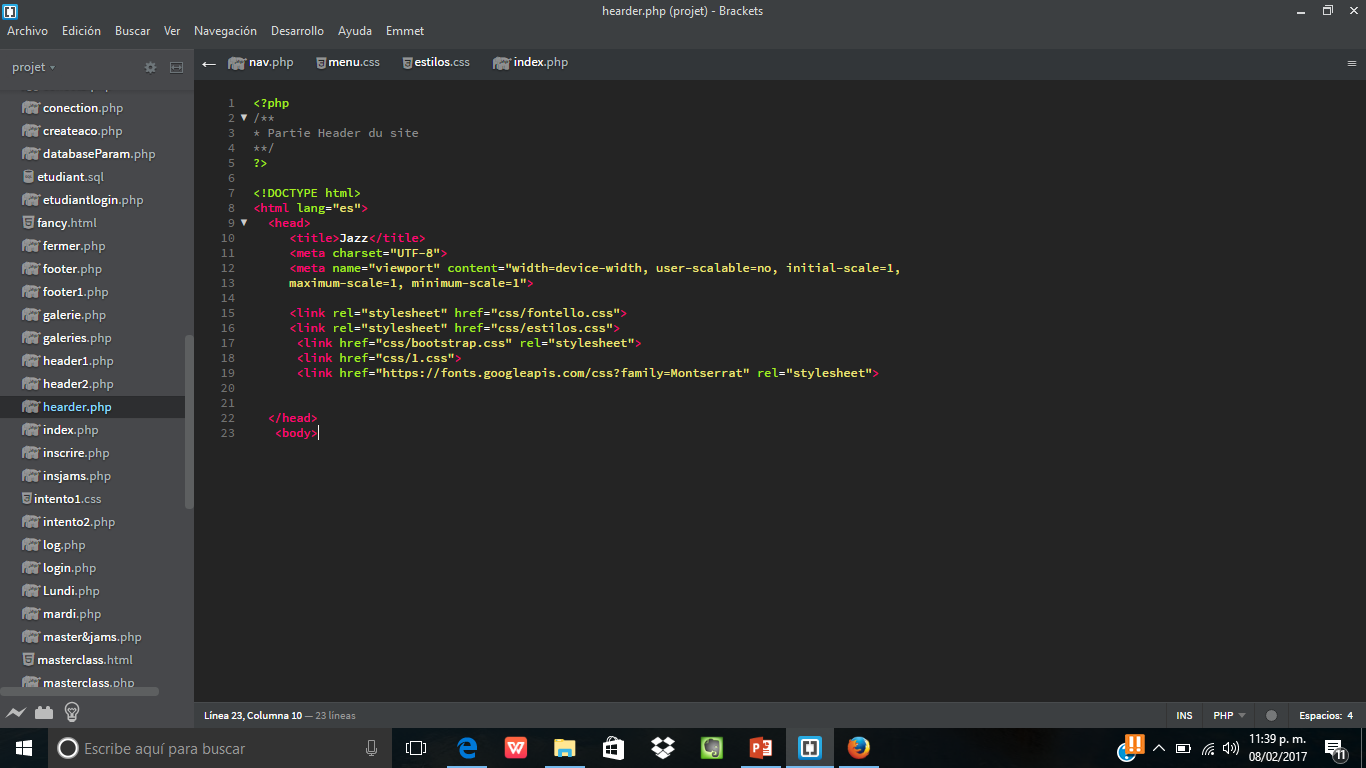 hearder.php (projet) - Brackets
Archivo Edición Buscar Ver Navegación Desarrollo Ayuda Emmet
projet
nav.php menu.css estilos.css index.php
conection.php
createaco.php
databaseParam.php
etudiant.sql
etudiantlogin.php
fancy.html
fermer.php
footer.php
footer1.php
galerie.php
galeries.php
header1.php
header2.php
hearder.php
index.php
inscrire.php
insjams.php
intento1.css
intento2.php
log.php
login.php
Lundi.php
mardi.php
master&jams.php
masterclass.html
masterclass.php
1 <?php
2 /**
3 * Partie Header du site
4 **/
5 ?>
6
7 <!DOCTYPE html>
8 <html lang="es">
9 <head>
10 <title>Jazz</title>
11 <meta charset="UTF-8">
12 <meta name="viewport" content="width=device-width, user-scalable=no, initial-scale=1,
13 maximum-scale=1, minimum-scale=1">
14
15 <link rel="stylesheet" href="css/fontello.css">
16 <link rel="stylesheet" href="css/estilos.css">
17 <link href="css/bootstrap.css" rel="stylesheet">
18 <link href="css/1.css">
19 <link href="https://fonts.googleapis.com/css?family=Montserrat" rel="stylesheet">
20
21
22 </head>
23 <body>
Línea 23, Columna 10 — 23 líneas
INS PHP Espacios: 4
Escribe aquí para buscar
11:39 p. m.
08/02/2017
11